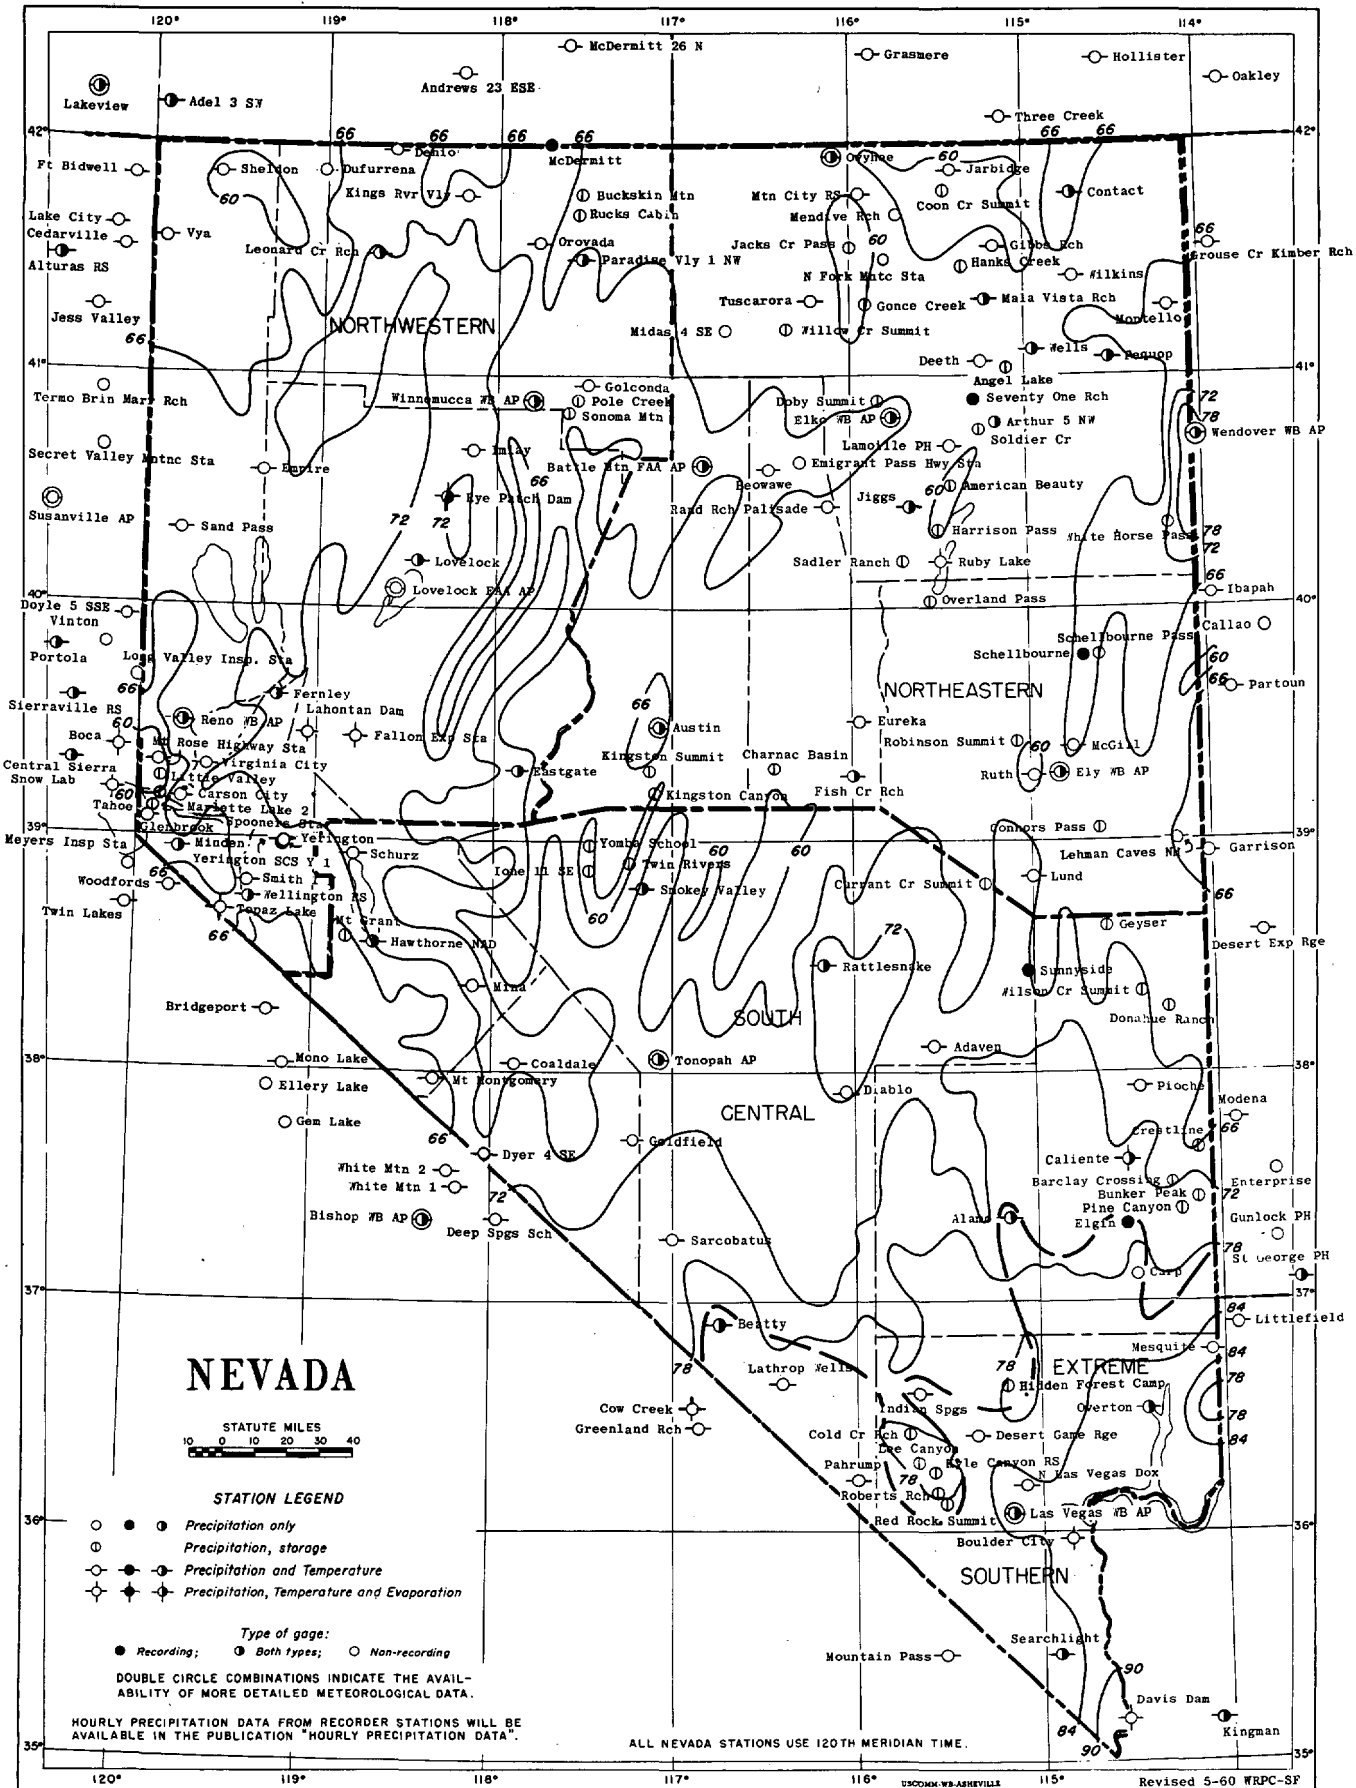 120° 119° 118° 117° 116° 115° 114°
McDermitt 26 N
Grasmere
Hollister
Andrews 23 ESE
Oakley
Lakeview
Adel 3 SW
Three Creek
42° 66 66 66 66 66 66 42°
Denio
McDermitt
Owyhee
60
Jarbidge
Ft Bidwell
Sheldon
Dufurrena
60
Kings Rvr Vly
Buckskin Mtn
Mtn City RS
Contact
Coon Cr Summit
Rucks Cabin
Mendive Rch
Lake City
Cedarville
Vya
Orovada
Jacks Cr Pass
60
Gibbs Rch
66
Alturas RS
Leonard Cr Rch
Paradise Vly 1 NW
Hanks Creek
Grouse Cr Kimber Rch
N Fork Mntc Sta
Wilkins
Jess Valley
Tuscarora
Gonce Creek
Mala Vista Rch
Montello
NORTHWESTERN
Midas 4 SE
Willow Cr Summit
66
Wells
Pequop
41° Deeth 41°
Angel Lake
Termo Brin Marr Rch
Golconda
Winnemucca WB AP
Pole Creek
Doby Summit
Seventy One Rch
72
Sonoma Mtn
Elko WB AP
Arthur 5 NW
78
Soldier Cr
Wendover WB AP
Secret Valley Mntnc Sta
Imlay
Lamoille PH
Empire
Battle Mtn FAA AP
Emigrant Pass Hwy Sta
66
Beowawe
American Beauty
Susanville AP
Rye Patch Dam
Jiggs
60
Sand Pass
72 72
Rand Rch Palisade
Harrison Pass
White Horse Pass
78
72
Lovelock
Sadler Ranch
Ruby Lake
66
Lovelock FAA AP
Ibapah
40° Overland Pass 40°
Doyle 5 SSE
Vinton
Callao
Schellbourne Pass
Portola
Long Valley Insp. Sta
Schellbourne
60
66
66
Partoun
Sierraville RS
Fernley
NORTHEASTERN
66
60
Reno WB AP
Lahontan Dam
Austin
Eureka
Boca
Fallon Exp Sta
Robinson Summit
60
McGill
Mt Rose Highway Sta
Virginia City
Kingston Summit
Charnac Basin
Central Sierra
Snow Lab
Little Valley
Eastgate
Ruth
Ely WB AP
Carson City
Kingston Canyon
Fish Cr Rch
60
Tahoe
Marlette Lake 2
Glenbrook
Spooners Sta
39° 39°
Connors Pass
Meyers Insp Sta
Minden
Yerington
Yomba School
60 60
Lehman Caves NM
Garrison
Yerington SCS Y 1
Schurz
Twin Rivers
66
Woodfords
Smith 1
Ione 11 SE
Smokey Valley
Currant Cr Summit
Lund
66
Wellington RS
Twin Lakes
Topaz Lake
60
Geyser
66
Mt Grant
72
Desert Exp Rge
Hawthorne NAD
Rattlesnake
Sunnyside
Mina
Wilson Cr Summit
Bridgeport
Donahue Ranch
SOUTH
38° 38°
Mono Lake
Coaldale
Tonopah AP
Adaven
Ellery Lake
Mt Montgomery
Diablo
Pioche
Gem Lake
CENTRAL
Modena
66
Goldfield
Crestline
66
Dyer 4 SE
White Mtn 2
Caliente
Enterprise
White Mtn 1
72
Barclay Crossing
Bunker Peak
72
Bishop WB AP
Pine Canyon
Deep Spgs Sch
Alamo
Elgin
Gunlock PH
Sarcobatus
78
St George PH
Carp
37° 37°
84
Littlefield
Beatty
Mesquite
84
78
Lathrop Wells
78
EXTREME
78
NEVADA
Hidden Forest Camp
Cow Creek
Indian Spgs
Overton
78
Greenland Rch
Cold Cr Rch
Desert Game Rge
84
STATUTE MILES
10 0 10 20 30 40
Lee Canyon
Kyle Canyon RS
Pahrump
78
N Las Vegas Dox
Roberts Rch
STATION LEGEND
Red Rock Summit
Las Vegas WB AP
36° 36°
Precipitation only
Boulder City
Precipitation, storage
Precipitation and Temperature
SOUTHERN
Precipitation, Temperature and Evaporation
Type of gage:
Recording; Both types; Non-recording
Searchlight
Mountain Pass
90
DOUBLE CIRCLE COMBINATIONS INDICATE THE AVAIL-
ABILITY OF MORE DETAILED METEOROLOGICAL DATA.
Davis Dam
Kingman
HOURLY PRECIPITATION DATA FROM RECORDER STATIONS WILL BE
AVAILABLE IN THE PUBLICATION "HOURLY PRECIPITATION DATA".
84
90
ALL NEVADA STATIONS USE 120TH MERIDIAN TIME.
35° 35°
120° 119° 118° 117° 116° 115° 114°
USCOMM-WB-ASHEVILLE
Revised 5-60 WRPC-SF